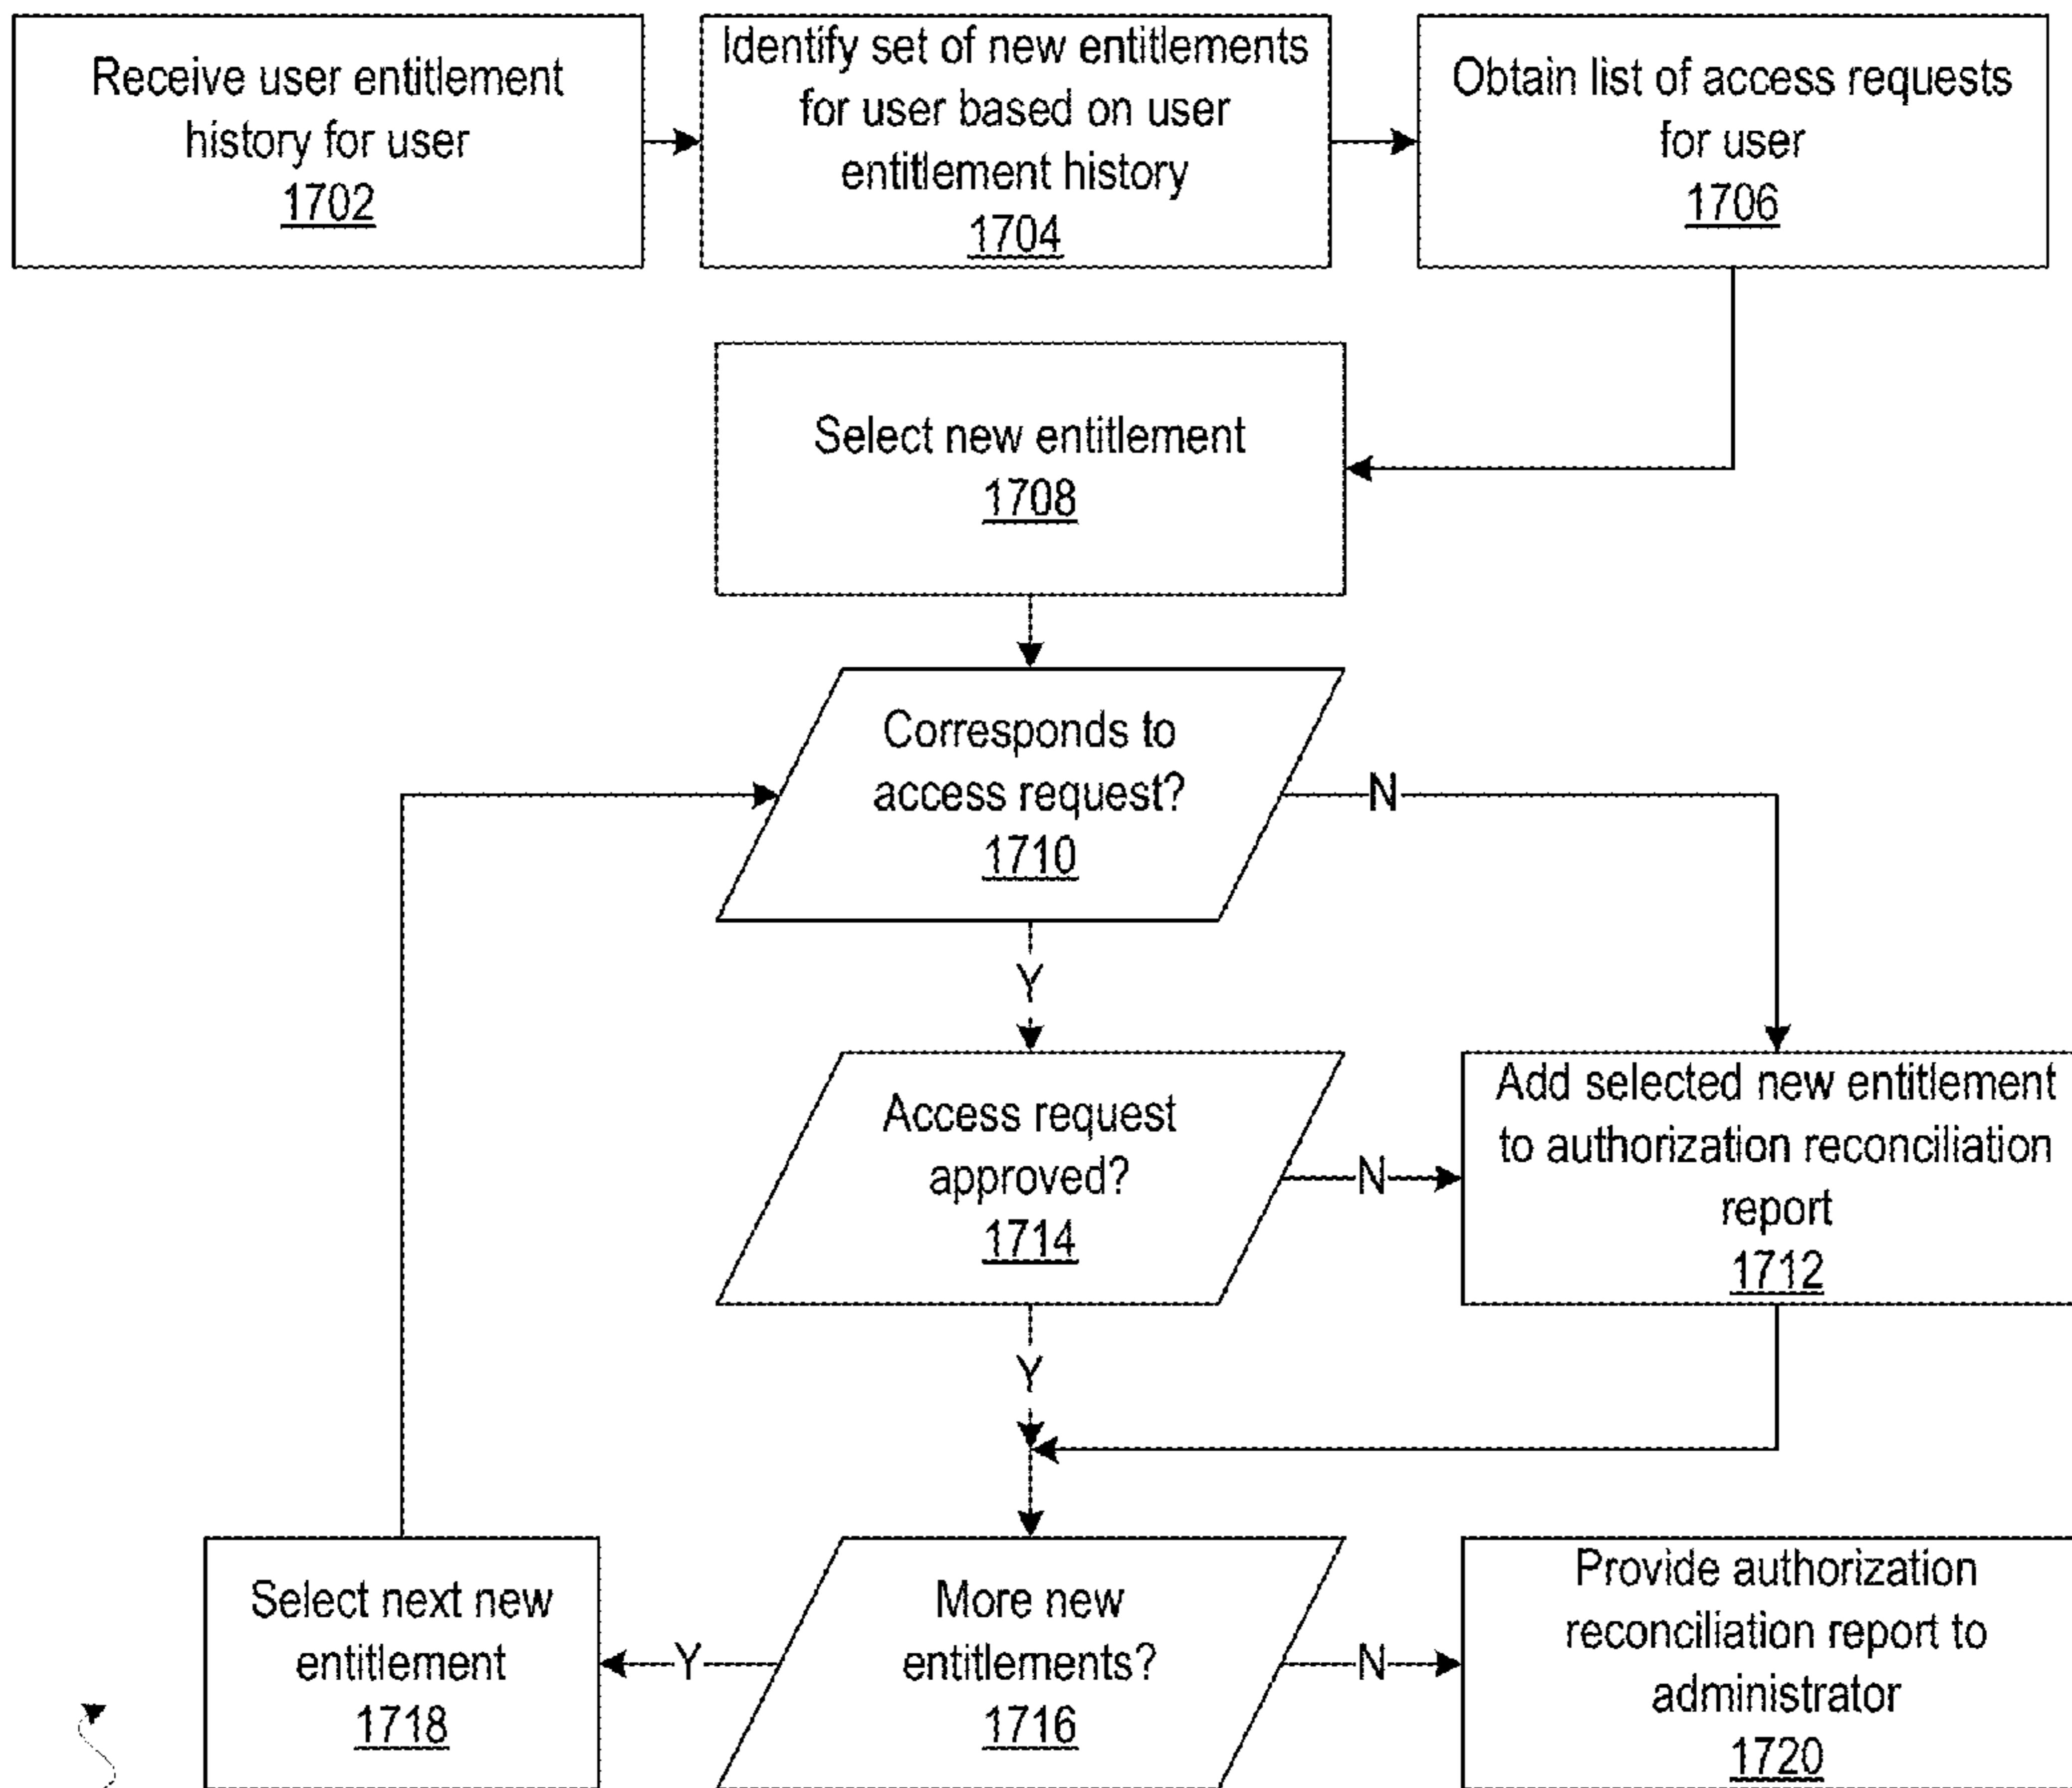 Receive user entitlement
history for user
1702
Identify set of new entitlements
for user based on user
entitlement history
1704
Obtain list of access requests
for user
1706
Select new entitlement
1708
Corresponds to
access request?
1710
N
Y
Access request
approved?
1714
N
Add selected new entitlement
to authorization reconciliation
report
1712
Y
Select next new
entitlement
1718
Y
More new
entitlements?
1716
N
Provide authorization
reconciliation report to
administrator
1720